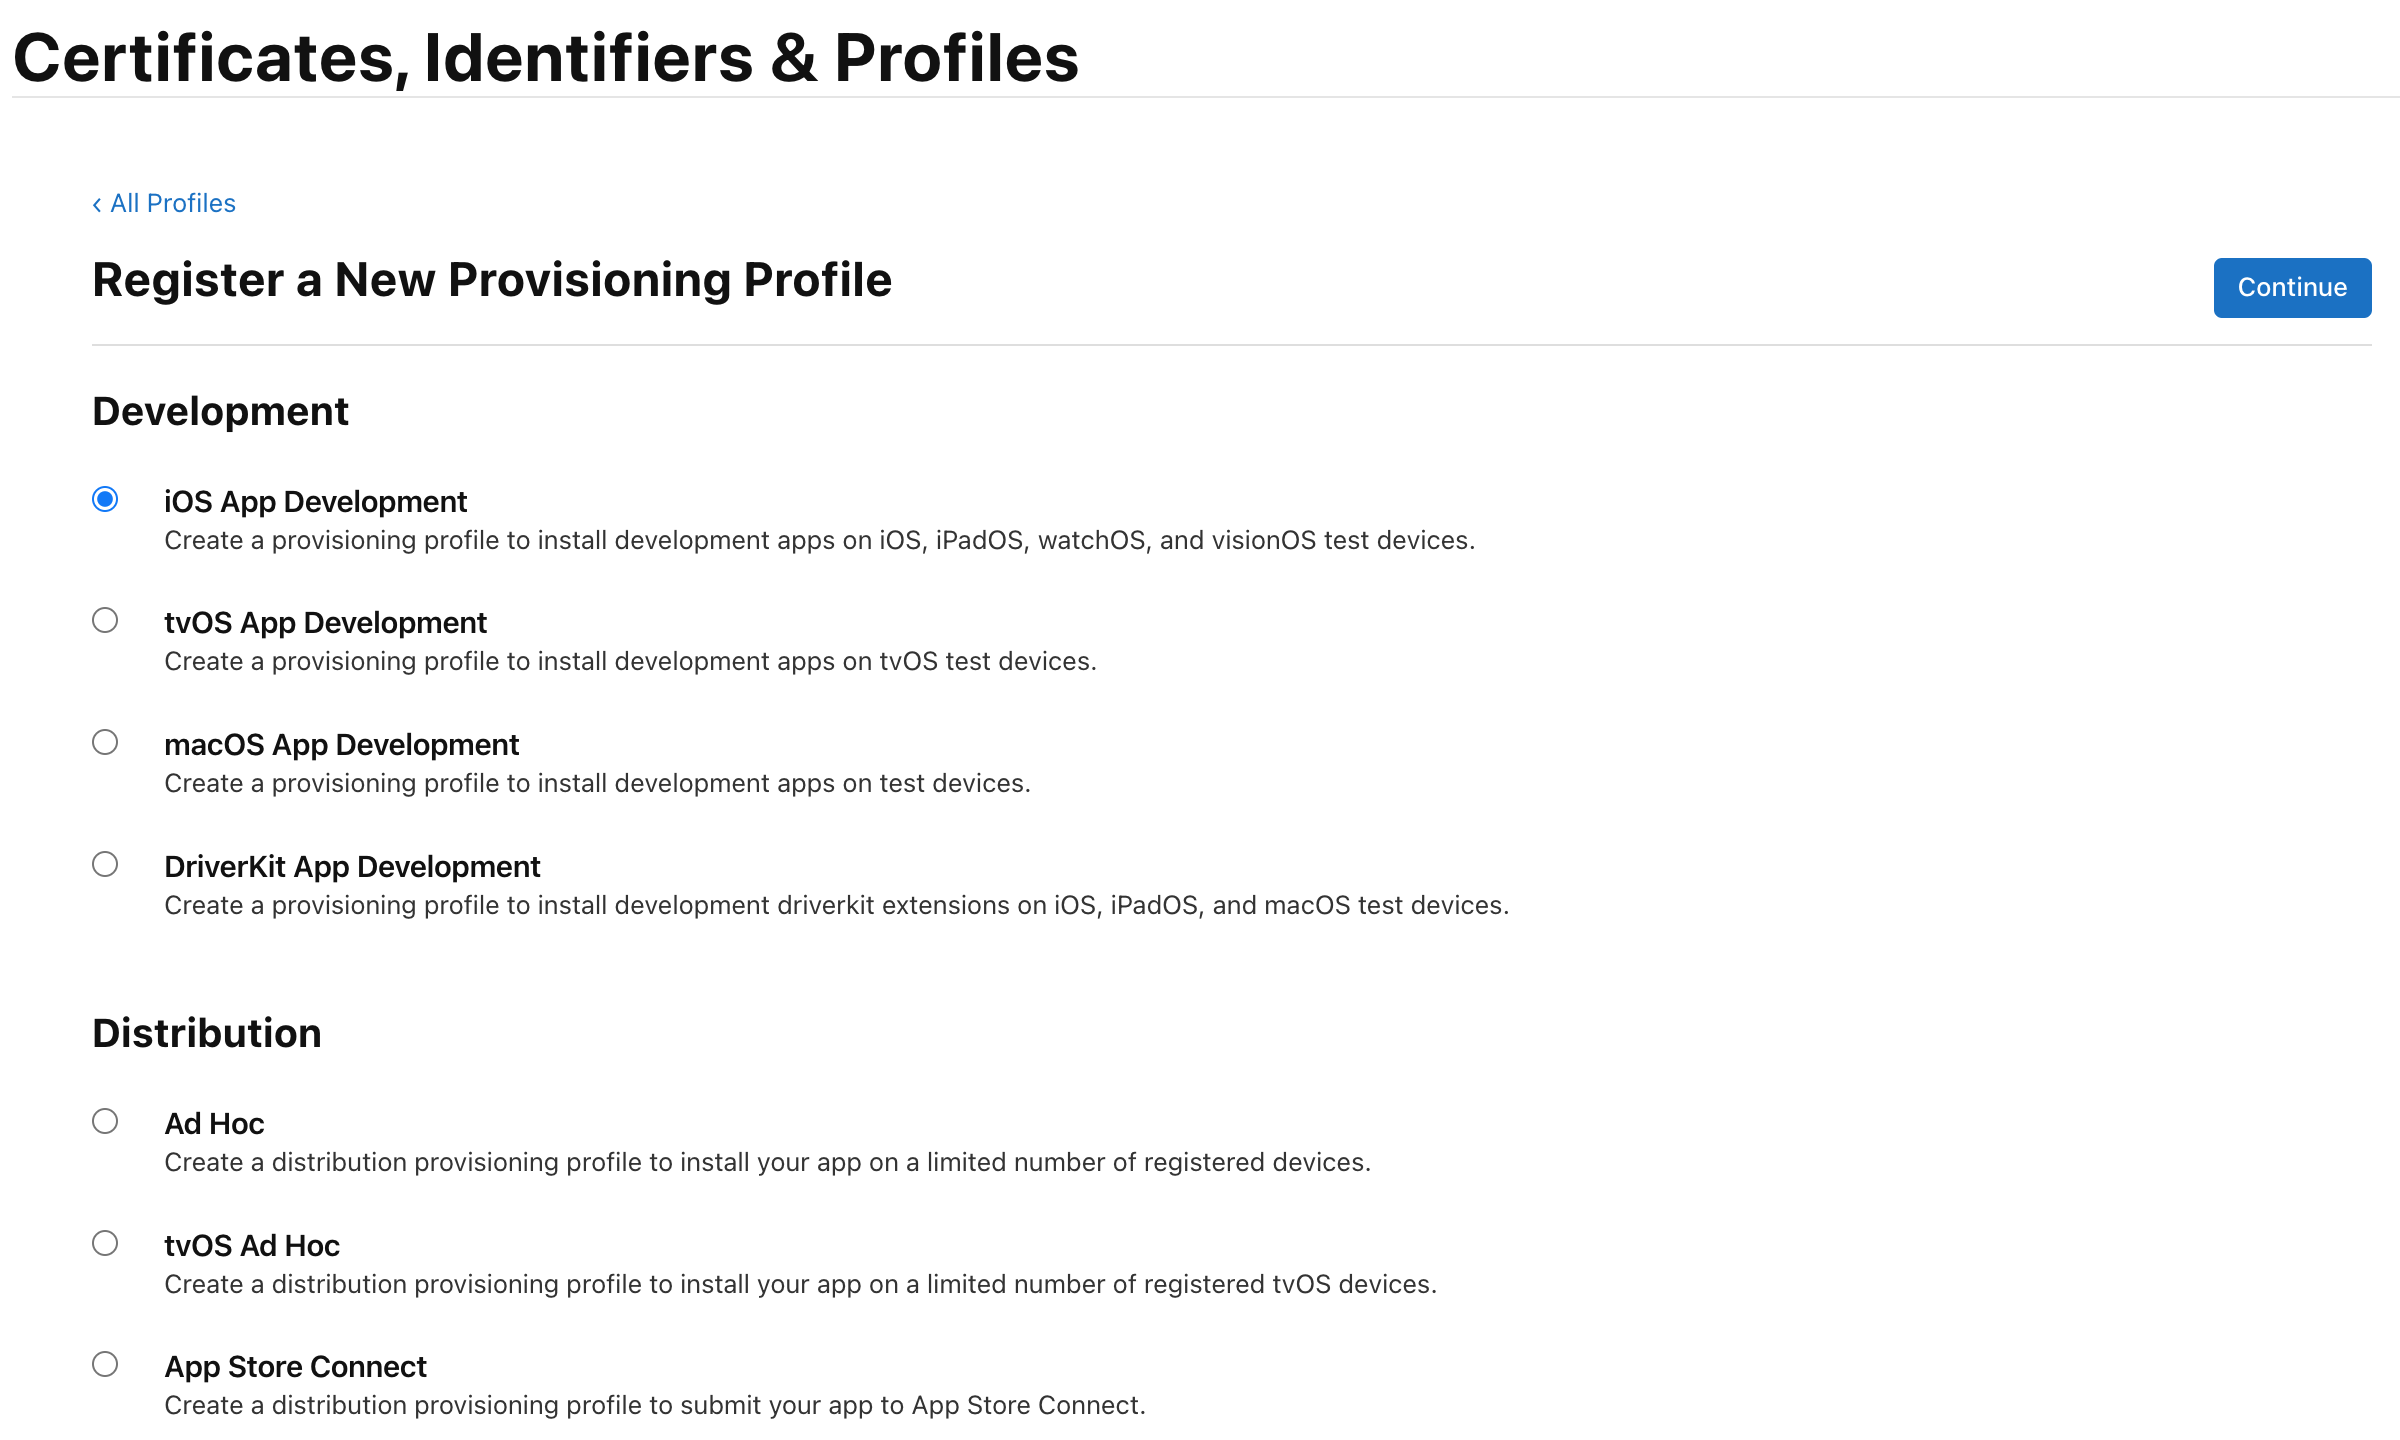 Certificates, Identifiers & Profiles
‹ All Profiles
Register a New Provisioning Profile
Continue
Development
iOS App Development
Create a provisioning profile to install development apps on iOS, iPadOS, watchOS, and visionOS test devices.
tvOS App Development
Create a provisioning profile to install development apps on tvOS test devices.
macOS App Development
Create a provisioning profile to install development apps on test devices.
DriverKit App Development
Create a provisioning profile to install development driverkit extensions on iOS, iPadOS, and macOS test devices.
Distribution
Ad Hoc
Create a distribution provisioning profile to install your app on a limited number of registered devices.
tvOS Ad Hoc
Create a distribution provisioning profile to install your app on a limited number of registered tvOS devices.
App Store Connect
Create a distribution provisioning profile to submit your app to App Store Connect.